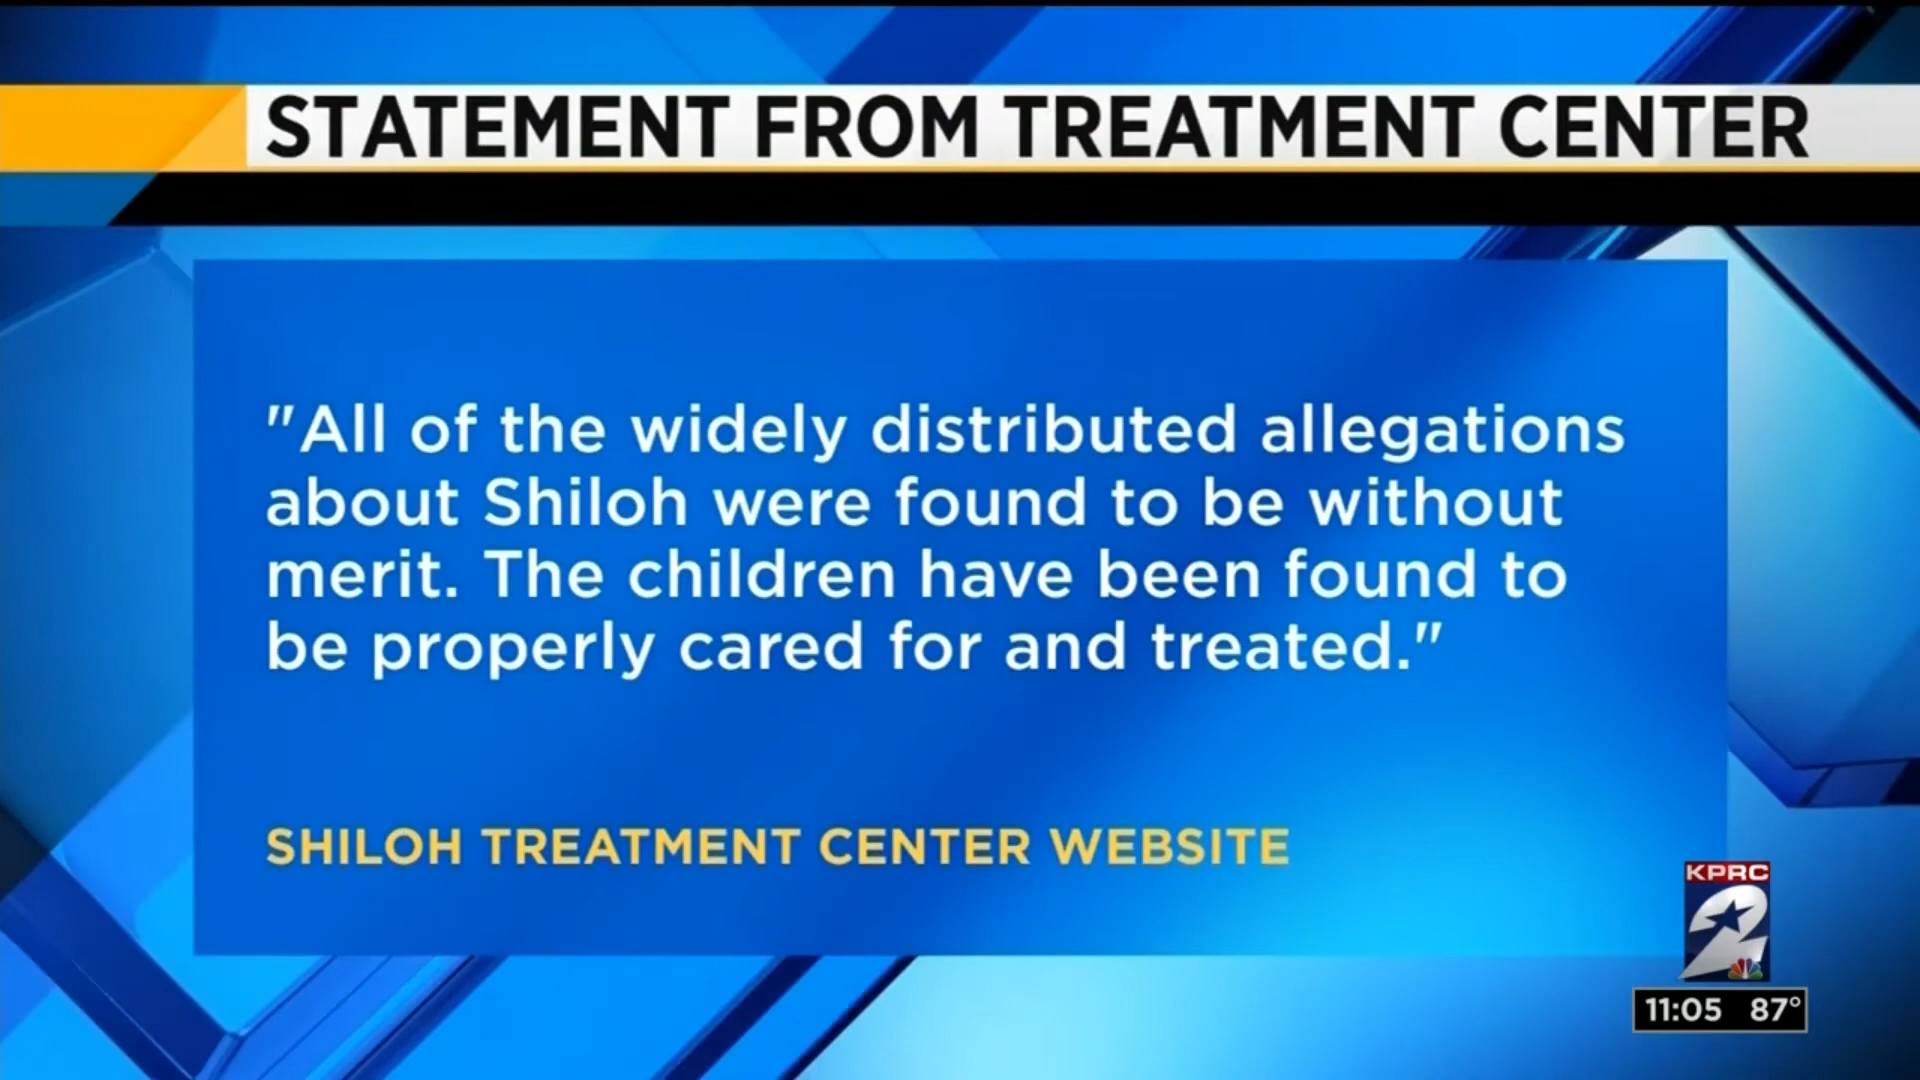 STATEMENT FROM TREATMENT CENTER
"All of the widely distributed allegations
about Shiloh were found to be without
merit. The children have been found to
be properly cared for and treated."
SHILOH TREATMENT CENTER WEBSITE
KPRC
2
11:05 87°